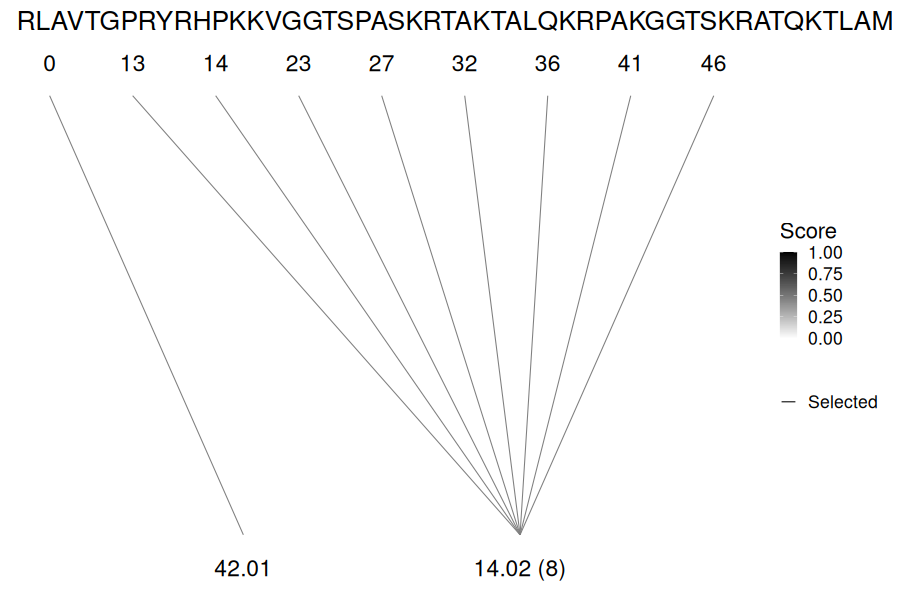 RLAVTGPRYRHPKKVGGTSPASKRTAKTALQKRPAKGGTSKRATQKTLAM
0 13 14 23 27 32 36 41 46
Score
1.00
0.75
0.50
0.25
0.00
Selected
42.01 14.02 (8)